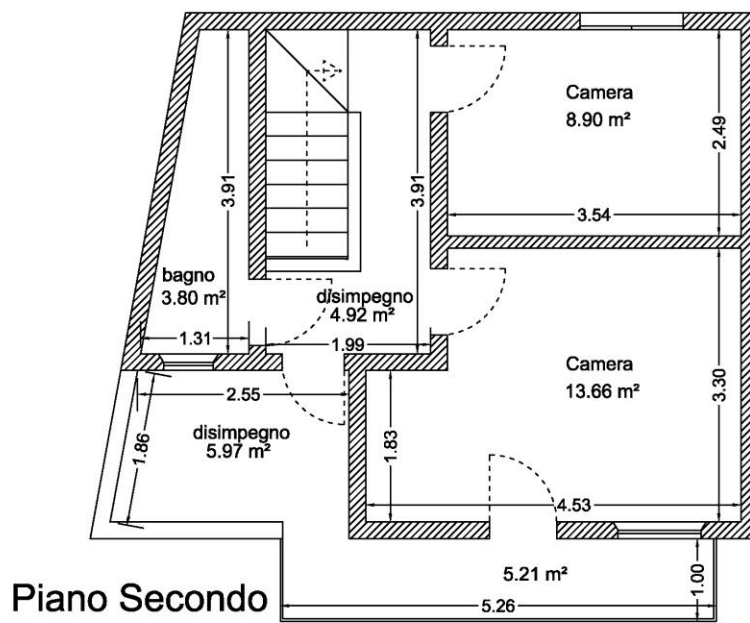 Camera
8.90 m²
2.49
3.54
3.91
3.91
bagno
3.80 m²
disimpegno
4.92 m²
1.31
1.99
Camera
13.66 m²
3.30
2.55
disimpegno
5.97 m²
1.86
1.83
4.53
5.21 m²
1.00
5.26
Piano Secondo